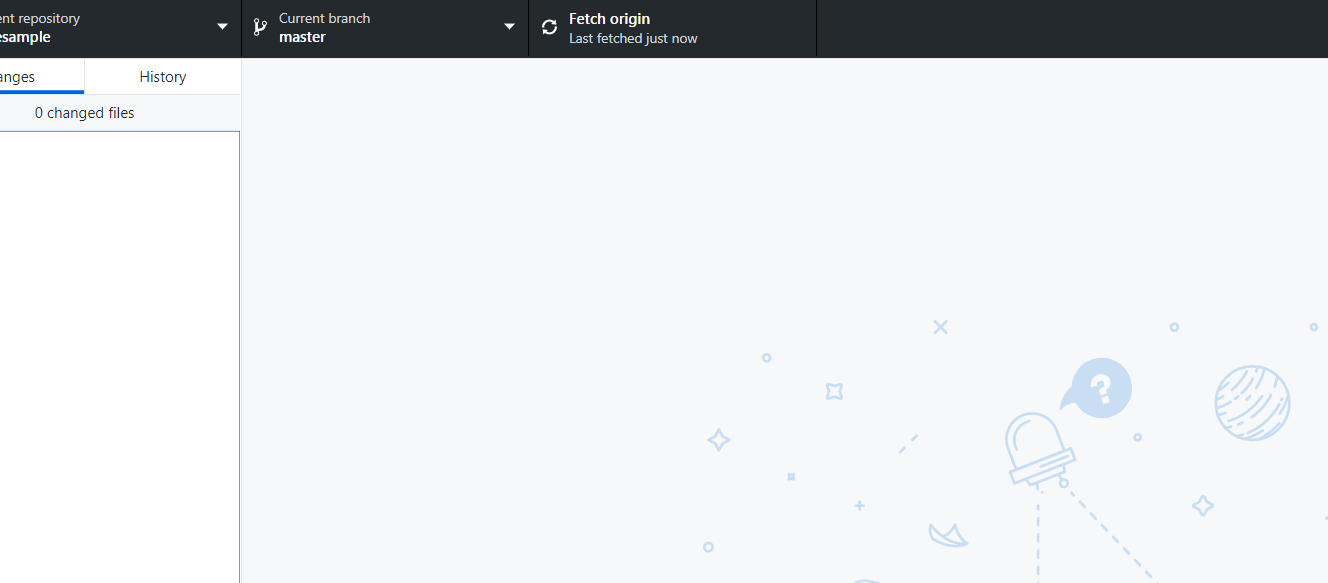 ent repository
esample
Current branch
master
Fetch origin
Last fetched just now
anges
History
0 changed files
?